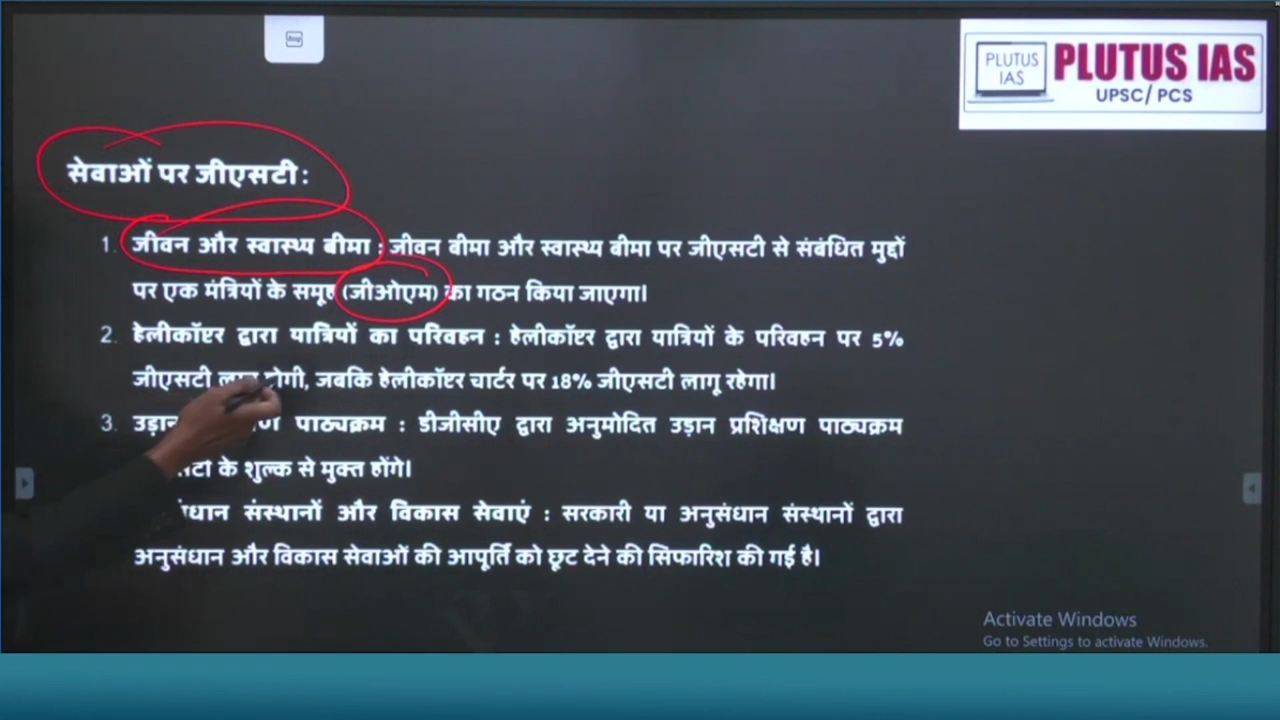 PLUTUS IAS
PLUTUS IAS
UPSC/ PCS
सेवाओं पर जीएसटी :
1. जीवन और स्वास्थ्य बीमा : जीवन बीमा और स्वास्थ्य बीमा पर जीएसटी से संबंधित मुद्दों
पर एक मंत्रियों के समूह (जीओएम) का गठन किया जाएगा।
2. हेलीकॉप्टर द्वारा यात्रियों का परिवहन : हेलीकॉप्टर द्वारा यात्रियों के परिवहन पर 5%
जीएसटी होगी, जबकि हेलीकॉप्टर चार्टर पर 18% जीएसटी लागू रहेगा।
3. उड़ान पाठ्यक्रम : डीजीसीए द्वारा अनुमोदित उड़ान प्रशिक्षण पाठ्यक्रम
के शुल्क से मुक्त होंगे।
संस्थानों और विकास सेवाएं : सरकारी या अनुसंधान संस्थानों द्वारा
अनुसंधान और विकास सेवाओं की आपूर्ति को छूट देने की सिफारिश की गई है।
Activate Windows
Go to Settings to activate Windows.